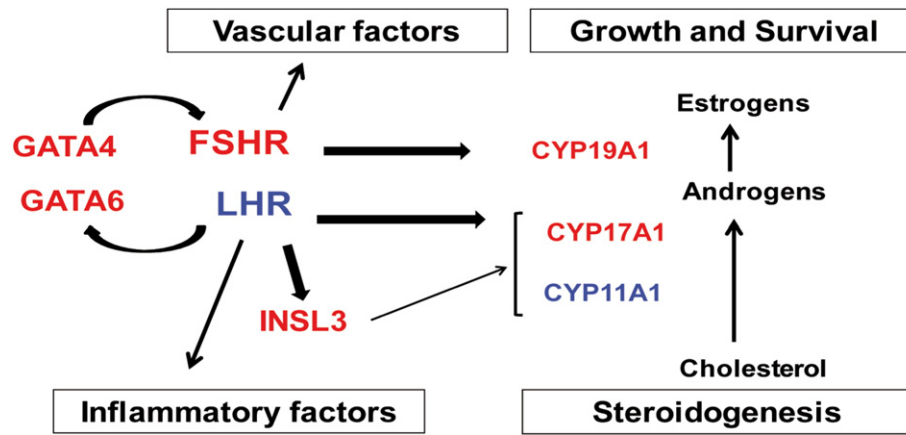 Vascular factors
Growth and Survival
Estrogens
GATA4
FSHR
CYP19A1
GATA6
LHR
Androgens
CYP17A1
CYP11A1
INSL3
Cholesterol
Inflammatory factors
Steroidogenesis